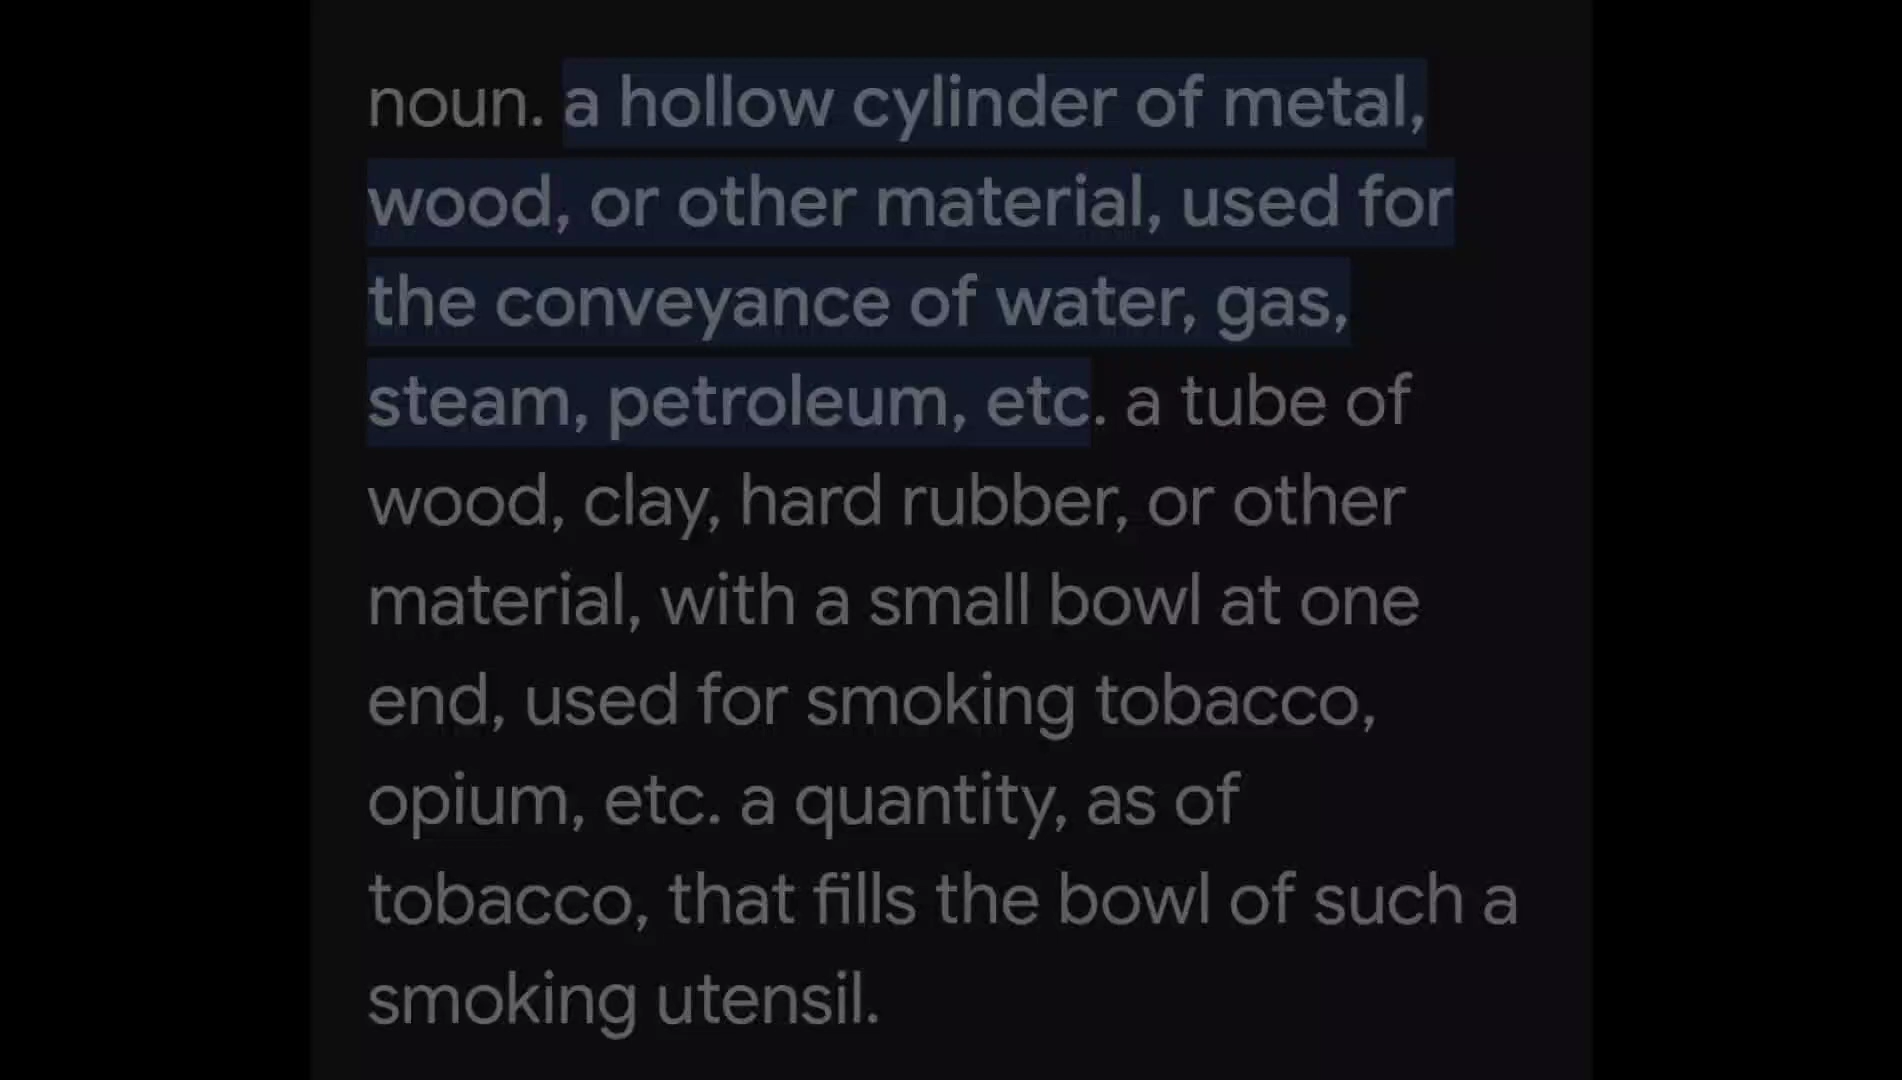 noun. a hollow cylinder of metal,
wood, or other material, used for
the conveyance of water, gas,
steam, petroleum, etc. a tube of
wood, clay, hard rubber, or other
material, with a small bowl at one
end, used for smoking tobacco,
opium, etc. a quantity, as of
tobacco, that fills the bowl of such a
smoking utensil.